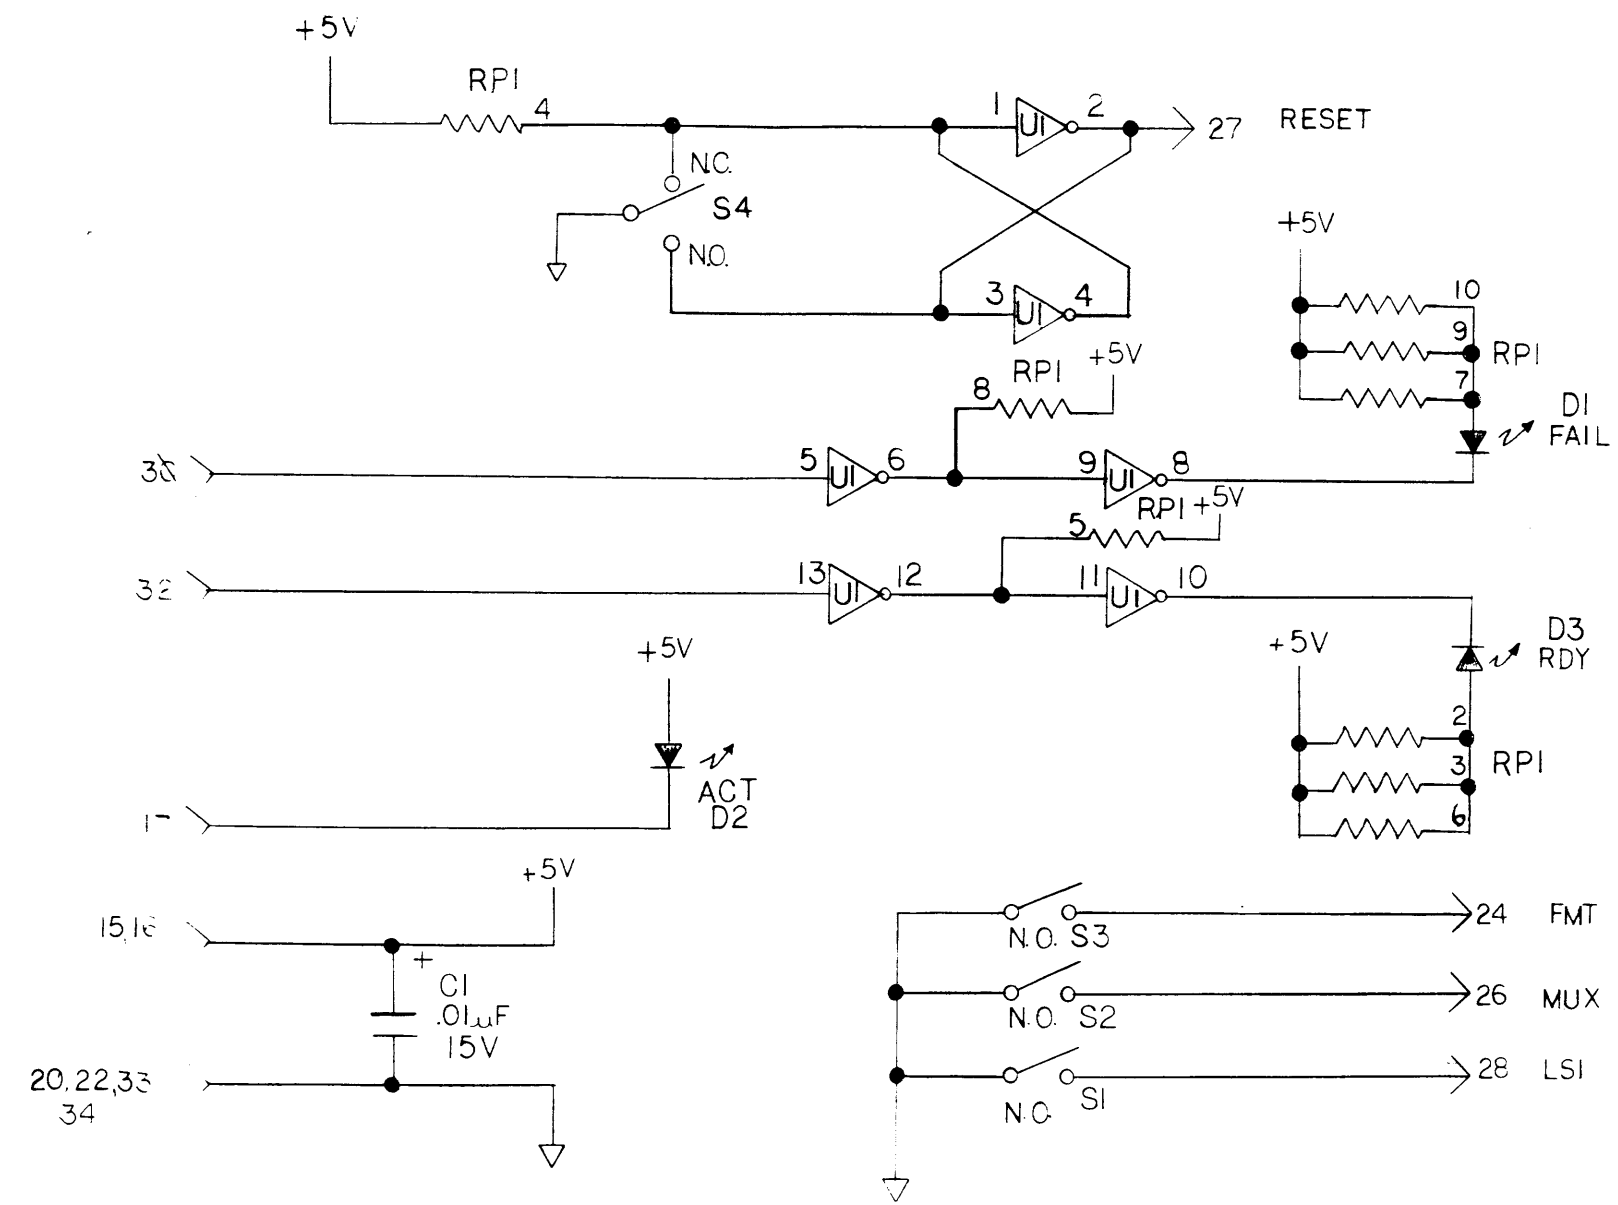 +5V
RP1
4
1
U1
2
27
RESET
N.C.
S4
N.O.
3
U1
4
+5V
10
9
RP1
7
D1
FAIL
RP1
+5V
8
5
U1
6
9
U1
8
RP1
+5V
5
32
13
U1
12
11
U1
10
+5V
D3
RDY
2
3
RP1
6
+5V
ACT
D2
+5V
+
C1
.01µF
15V
20,22,33
34
N.O.
S3
24
FMT
N.O.
S2
26
MUX
N.O.
S1
28
LSI